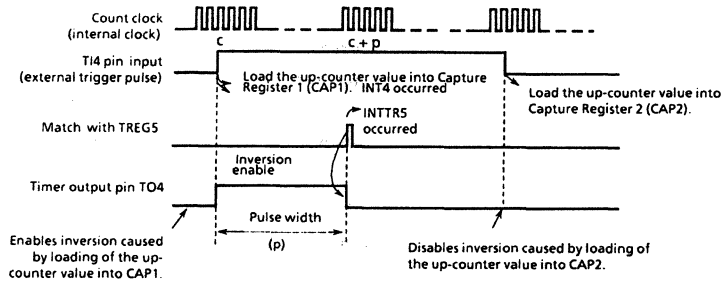 Count clock
(internal clock)
c
c + p
TI4 pin input
(external trigger pulse)
Load the up-counter value into Capture
Register 1 (CAP1). INT4 occurred
Load the up-counter value into
Capture Register 2 (CAP2).
INTTR5
occurred
Match with TREG5
Inversion
enable
Timer output pin TO4
Pulse width
(p)
Enables inversion caused
by loading of the up-
counter value into CAP1.
Disables inversion caused by loading of
the up-counter value into CAP2.